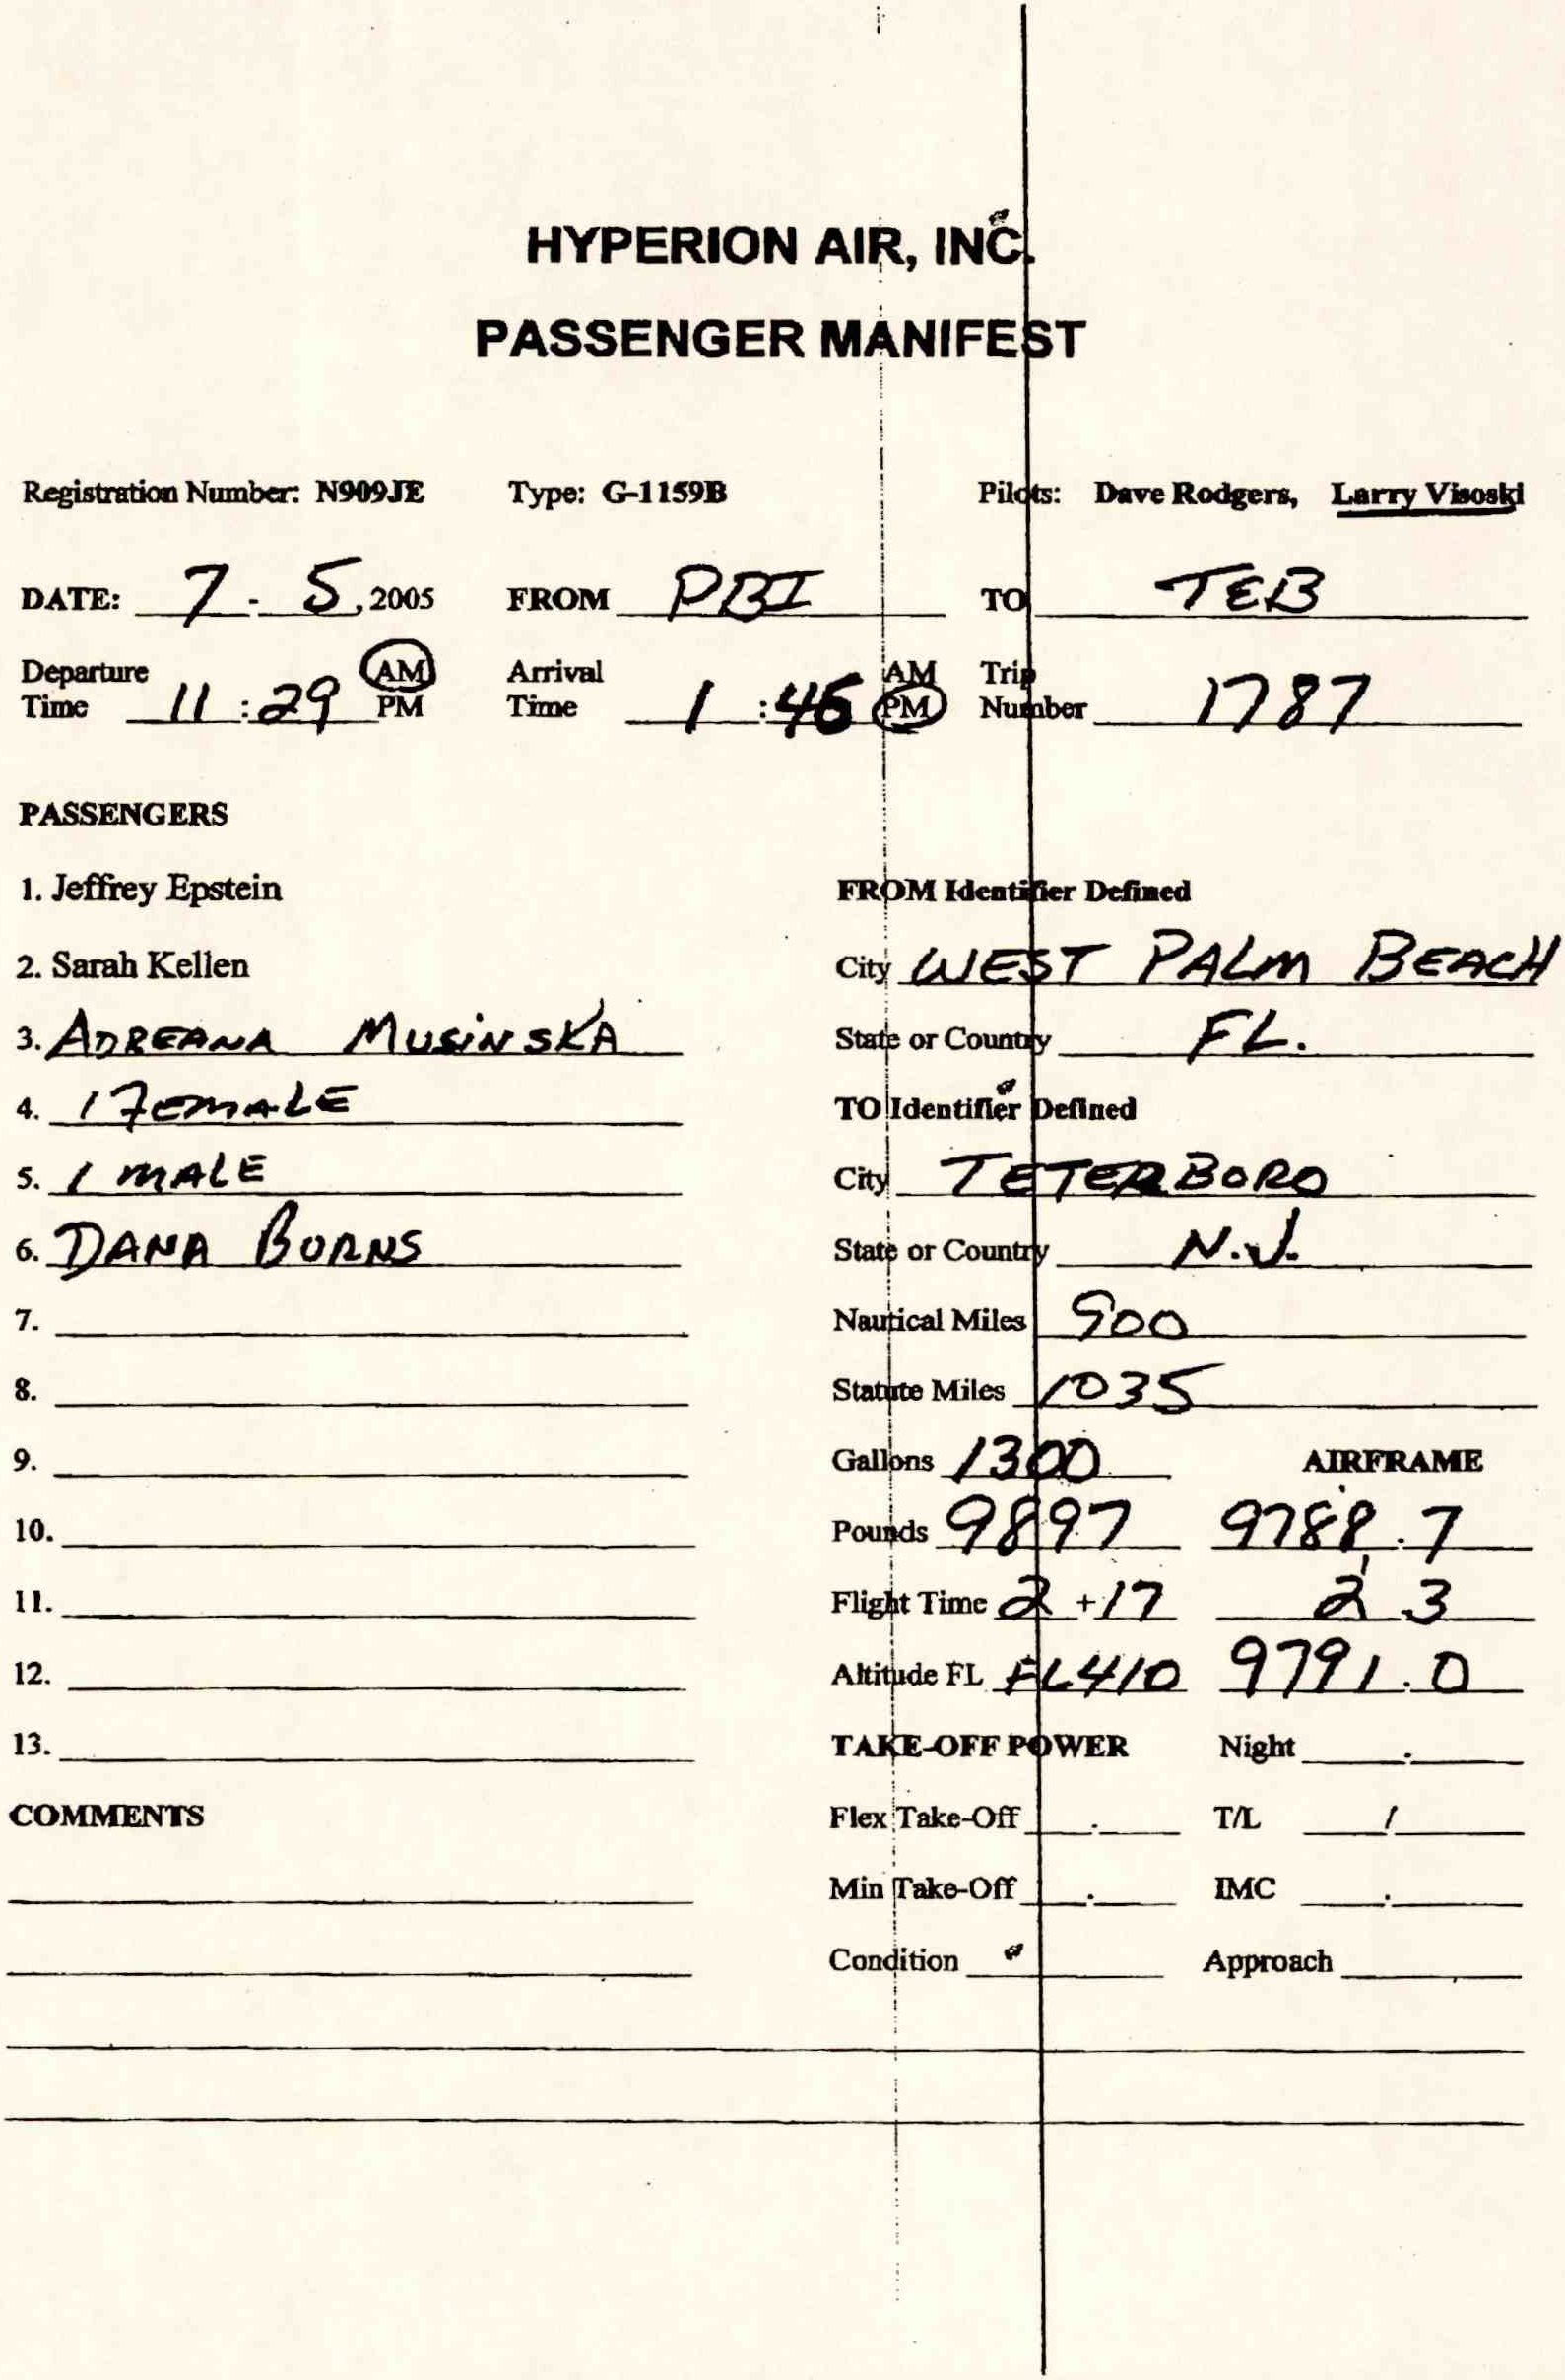 HYPERION AIR, INC.
PASSENGER MANIFEST
Registration Number: N909JE Type: G-1159B Pilots: Dave Rodgers, Larry Visoski
DATE: 7 - 5, 2005 FROM PBI TO TEB
Departure Time 11 : 29 AM PM Arrival Time 1 : 46 AM PM Trip Number 1787
PASSENGERS
1. Jeffrey Epstein
2. Sarah Kellen
3. ADREANA MUSINSKA
4. 1 FEMALE
5. 1 MALE
6. DANA BURNS
7.
8.
9.
10.
11.
12.
13.
COMMENTS
FROM Identifier Defined
City WEST PALM BEACH
State or Country FL.
TO Identifier Defined
City TETERBORO
State or Country N.J.
Nautical Miles 900
Statute Miles 1035
Gallons 1300 AIRFRAME
Pounds 9897 9788.7
Flight Time 2 + 17 2.3
Altitude FL FL410 9791.0
TAKE-OFF POWER Night .
Flex Take-Off . T/L /
Min Take-Off . IMC .
Condition Approach